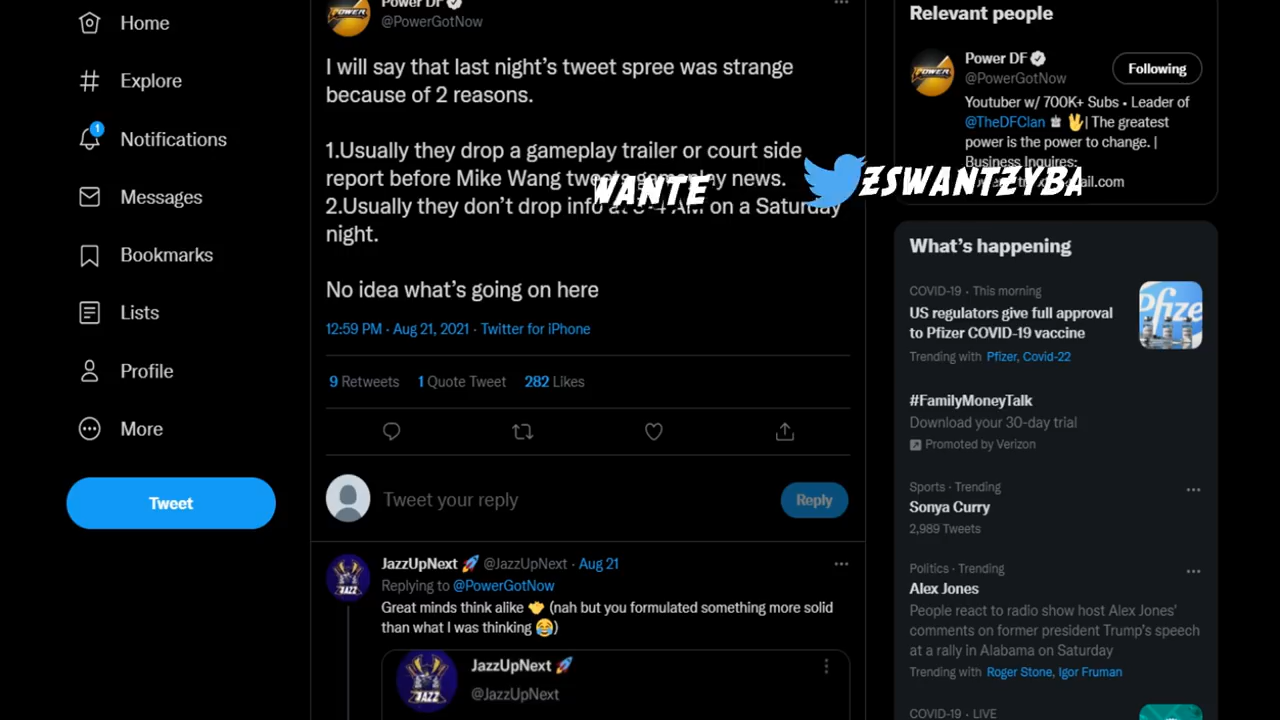 Home
Explore
1
Notifications
Messages
Bookmarks
Lists
Profile
More
Tweet
Power DF
@PowerGotNow
I will say that last night's tweet spree was strange
because of 2 reasons.
1.Usually they drop a gameplay trailer or court side
report before Mike Wang tweets gameplay news.
2.Usually they don't drop info at 3-4 AM on a Saturday
night.
No idea what's going on here
12:59 PM · Aug 21, 2021 · Twitter for iPhone
9 Retweets 1 Quote Tweet 282 Likes
Tweet your reply
Reply
JazzUpNext 🚀 @JazzUpNext · Aug 21
Replying to @PowerGotNow
Great minds think alike 🤝 (nah but you formulated something more solid
than what I was thinking 😂)
JAZZ
JazzUpNext 🚀
@JazzUpNext
JAZZ
WANTE
ZSWANTZYBA
Relevant people
POWER
Power DF
@PowerGotNow
Following
Youtuber w/ 700K+ Subs • Leader of
@TheDFClan | The greatest
power is the power to change. |
Business Inquires:
What's happening
COVID-19 · This morning
US regulators give full approval
to Pfizer COVID-19 vaccine
Trending with Pfizer, Covid-22
Pfize
#FamilyMoneyTalk
Download your 30-day trial
Promoted by Verizon
Sports · Trending
Sonya Curry
2,989 Tweets
Politics · Trending
Alex Jones
People react to radio show host Alex Jones'
comments on former president Trump's speech
at a rally in Alabama on Saturday
Trending with Roger Stone, Igor Fruman
COVID-19 · LIVE